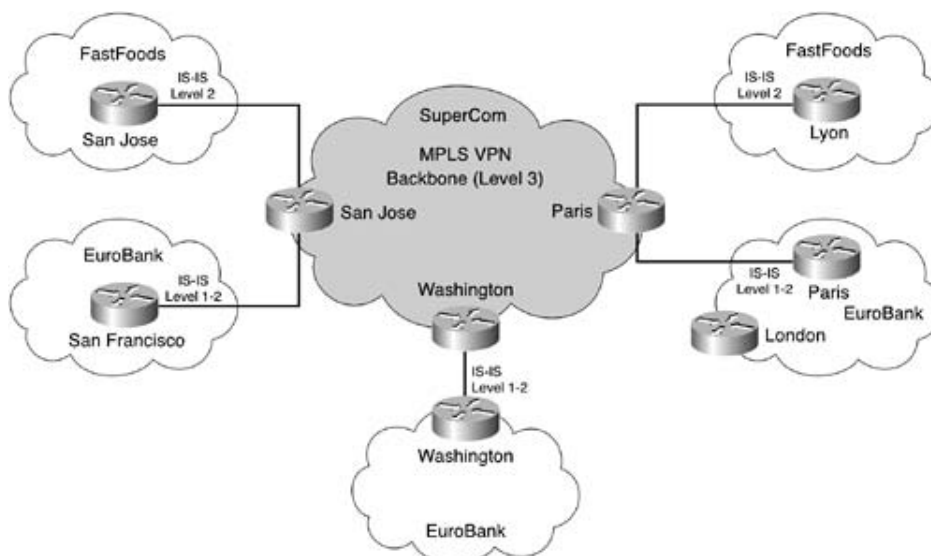 FastFoods
IS-IS
Level 2
San Jose
EuroBank
IS-IS
Level 1-2
San Francisco
SuperCom
MPLS VPN
Backbone (Level 3)
San Jose
Paris
Washington
IS-IS
Level 1-2
Washington
EuroBank
FastFoods
IS-IS
Level 2
Lyon
IS-IS
Level 1-2
Paris
EuroBank
London